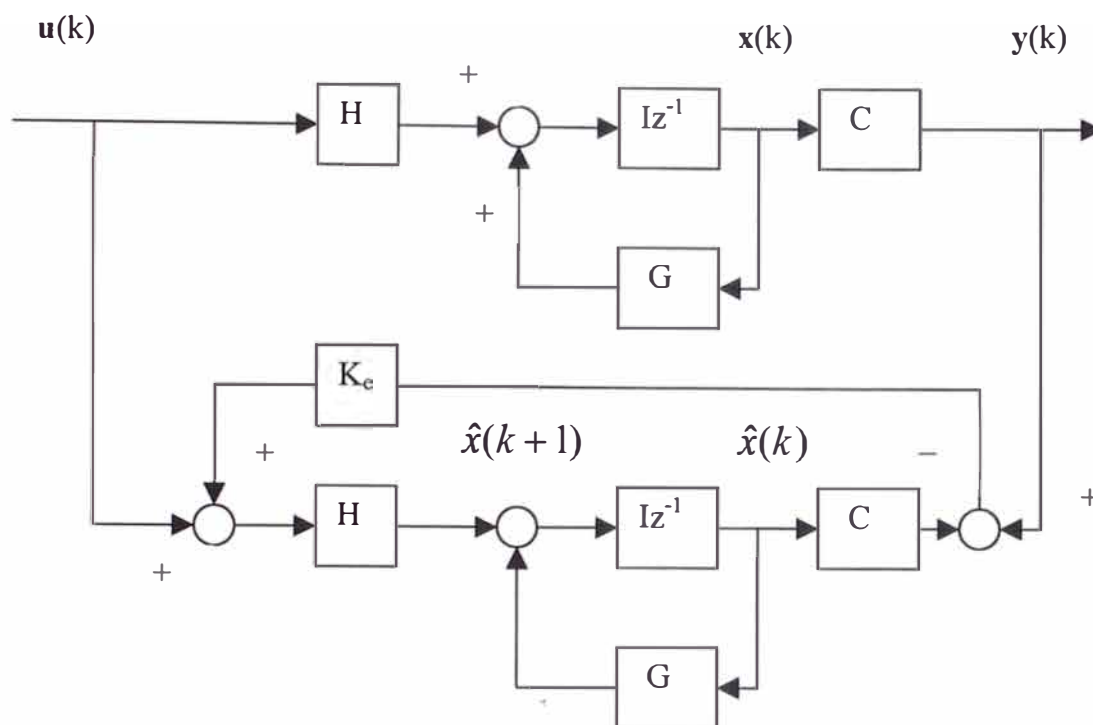 u(k)
x(k)
y(k)
+
H
Iz⁻¹
C
+
G
Kₑ
+
x̂(k + 1)
x̂(k)
−
H
Iz⁻¹
C
+
+
G